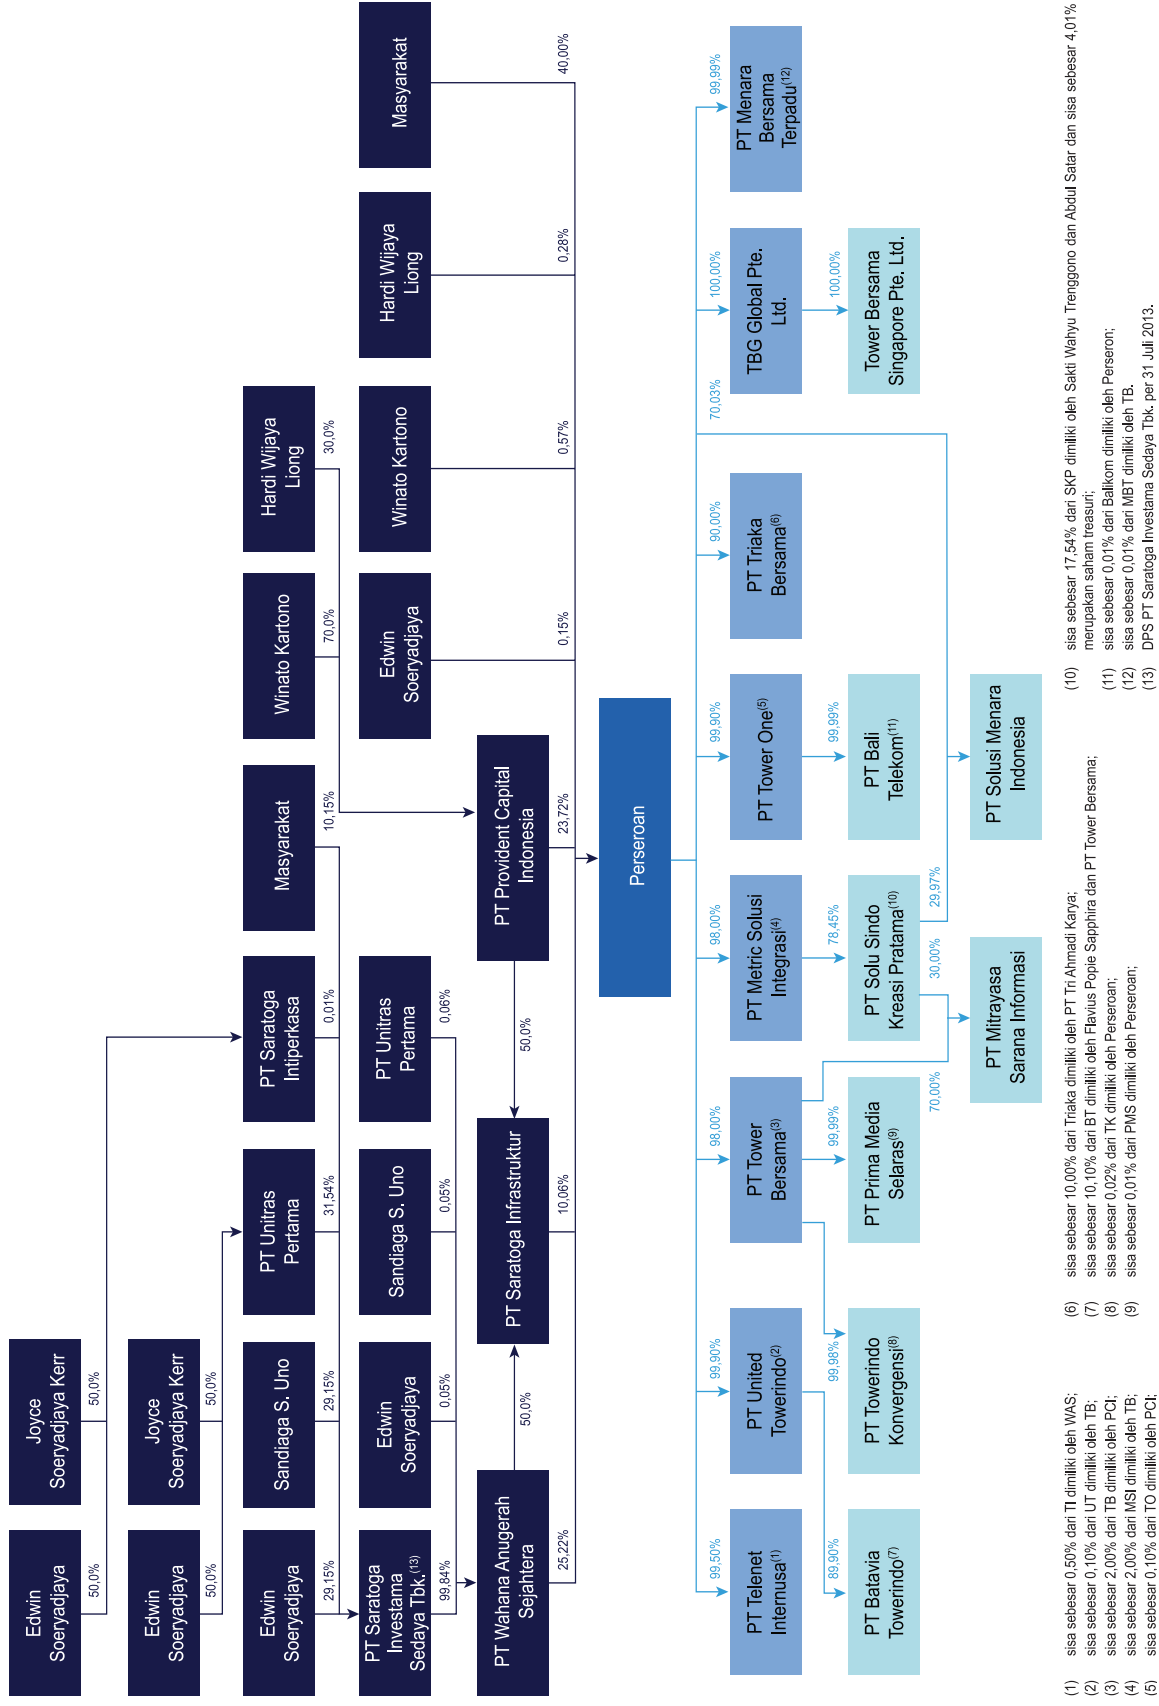 Edwin
Soeryadjaya
Joyce
Soeryadjaya Kerr
50,0%
50,0%
Edwin
Soeryadjaya
Joyce
Soeryadjaya Kerr
50,0%
50,0%
Edwin
Soeryadjaya
Sandiaga S. Uno
PT Unitras
Pertama
PT Saratoga
Intiperkasa
Masyarakat
Winato Kartono
Hardi Wijaya
Liong
29,15%
29,15%
31,54%
0,01%
10,15%
70,0%
30,0%
PT Saratoga
Investama
Sedaya Tbk.(13)
Edwin
Soeryadjaya
Sandiaga S. Uno
PT Unitras
Pertama
Edwin
Soeryadjaya
Winato Kartono
Hardi Wijaya
Liong
Masyarakat
99,84%
0,05%
0,05%
0,06%
PT Wahana Anugerah
Sejahtera
50,0%
PT Saratoga Infrastruktur
50,0%
PT Provident Capital
Indonesia
25,22%
10,06%
23,72%
0,15%
0,57%
0,28%
40,00%
Perseroan
99,50%
99,90%
98,00%
98,00%
99,90%
90,00%
70,03%
100,00%
99,99%
PT Telenet
Internusa(1)
PT United
Towerindo(2)
PT Tower
Bersama(3)
PT Metric Solusi
Integrasi(4)
PT Tower One(5)
PT Triaka
Bersama(6)
TBG Global Pte.
Ltd.
PT Menara
Bersama
Terpadu(12)
89,90%
99,98%
99,99%
78,45%
99,99%
100,00%
PT Batavia
Towerindo(7)
PT Towerindo
Konvergensi(8)
PT Prima Media
Selaras(9)
PT Solu Sindo
Kreasi Pratama(10)
PT Bali
Telekom(11)
Tower Bersama
Singapore Pte. Ltd.
70,00%
30,00%
29,97%
PT Mitrayasa
Sarana Informasi
PT Solusi Menara
Indonesia
(1) sisa sebesar 0,50% dari TI dimiliki oleh WAS;
(2) sisa sebesar 0,10% dari UT dimiliki oleh TB;
(3) sisa sebesar 2,00% dari TB dimiliki oleh PCI;
(4) sisa sebesar 2,00% dari MSI dimiliki oleh TB;
(5) sisa sebesar 0,10% dari TO dimiliki oleh PCI;
(6) sisa sebesar 10,00% dari Triaka dimiliki oleh PT Tri Ahmadi Karya;
(7) sisa sebesar 10,10% dari BT dimiliki oleh Flavius Popie Sapphira dan PT Tower Bersama;
(8) sisa sebesar 0,02% dari TK dimiliki oleh Perseroan;
(9) sisa sebesar 0,01% dari PMS dimiliki oleh Perseroan;
(10) sisa sebesar 17,54% dari SKP dimiliki oleh Sakti Wahyu Trenggono dan Abdul Satar dan sisa sebesar 4,01%
merupakan saham treasuri;
(11) sisa sebesar 0,01% dari Balikom dimiliki oleh Perseron;
(12) sisa sebesar 0,01% dari MBT dimiliki oleh TB.
(13) DPS PT Saratoga Investama Sedaya Tbk. per 31 Juli 2013.